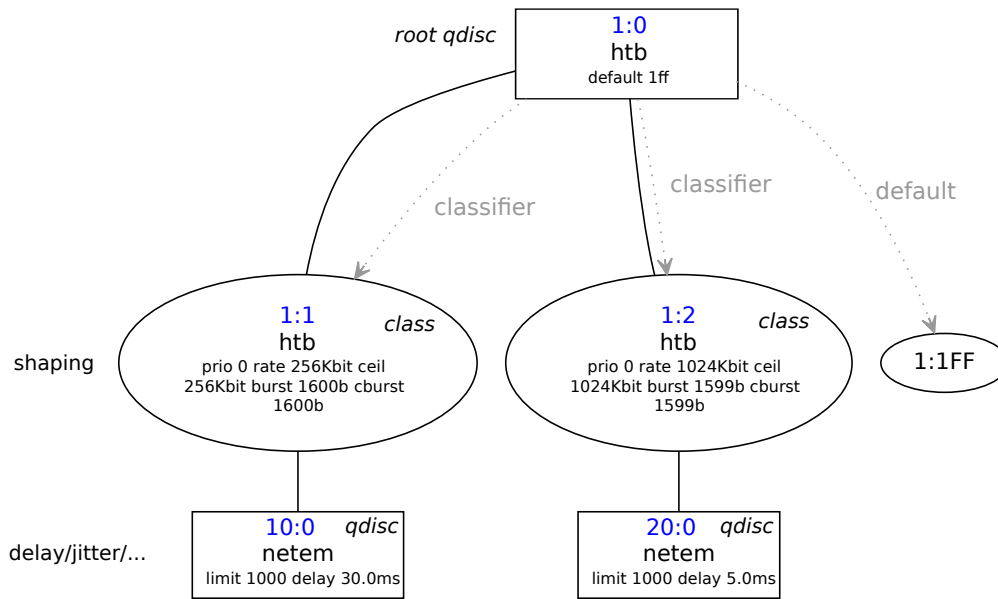 root qdisc
1:0
htb
default 1ff
classifier
classifier
default
shaping
1:1
class
htb
prio 0 rate 256Kbit ceil
256Kbit burst 1600b cburst
1600b
1:2
class
htb
prio 0 rate 1024Kbit ceil
1024Kbit burst 1599b cburst
1599b
1:1FF
delay/jitter/...
10:0
qdisc
netem
limit 1000 delay 30.0ms
20:0
qdisc
netem
limit 1000 delay 5.0ms